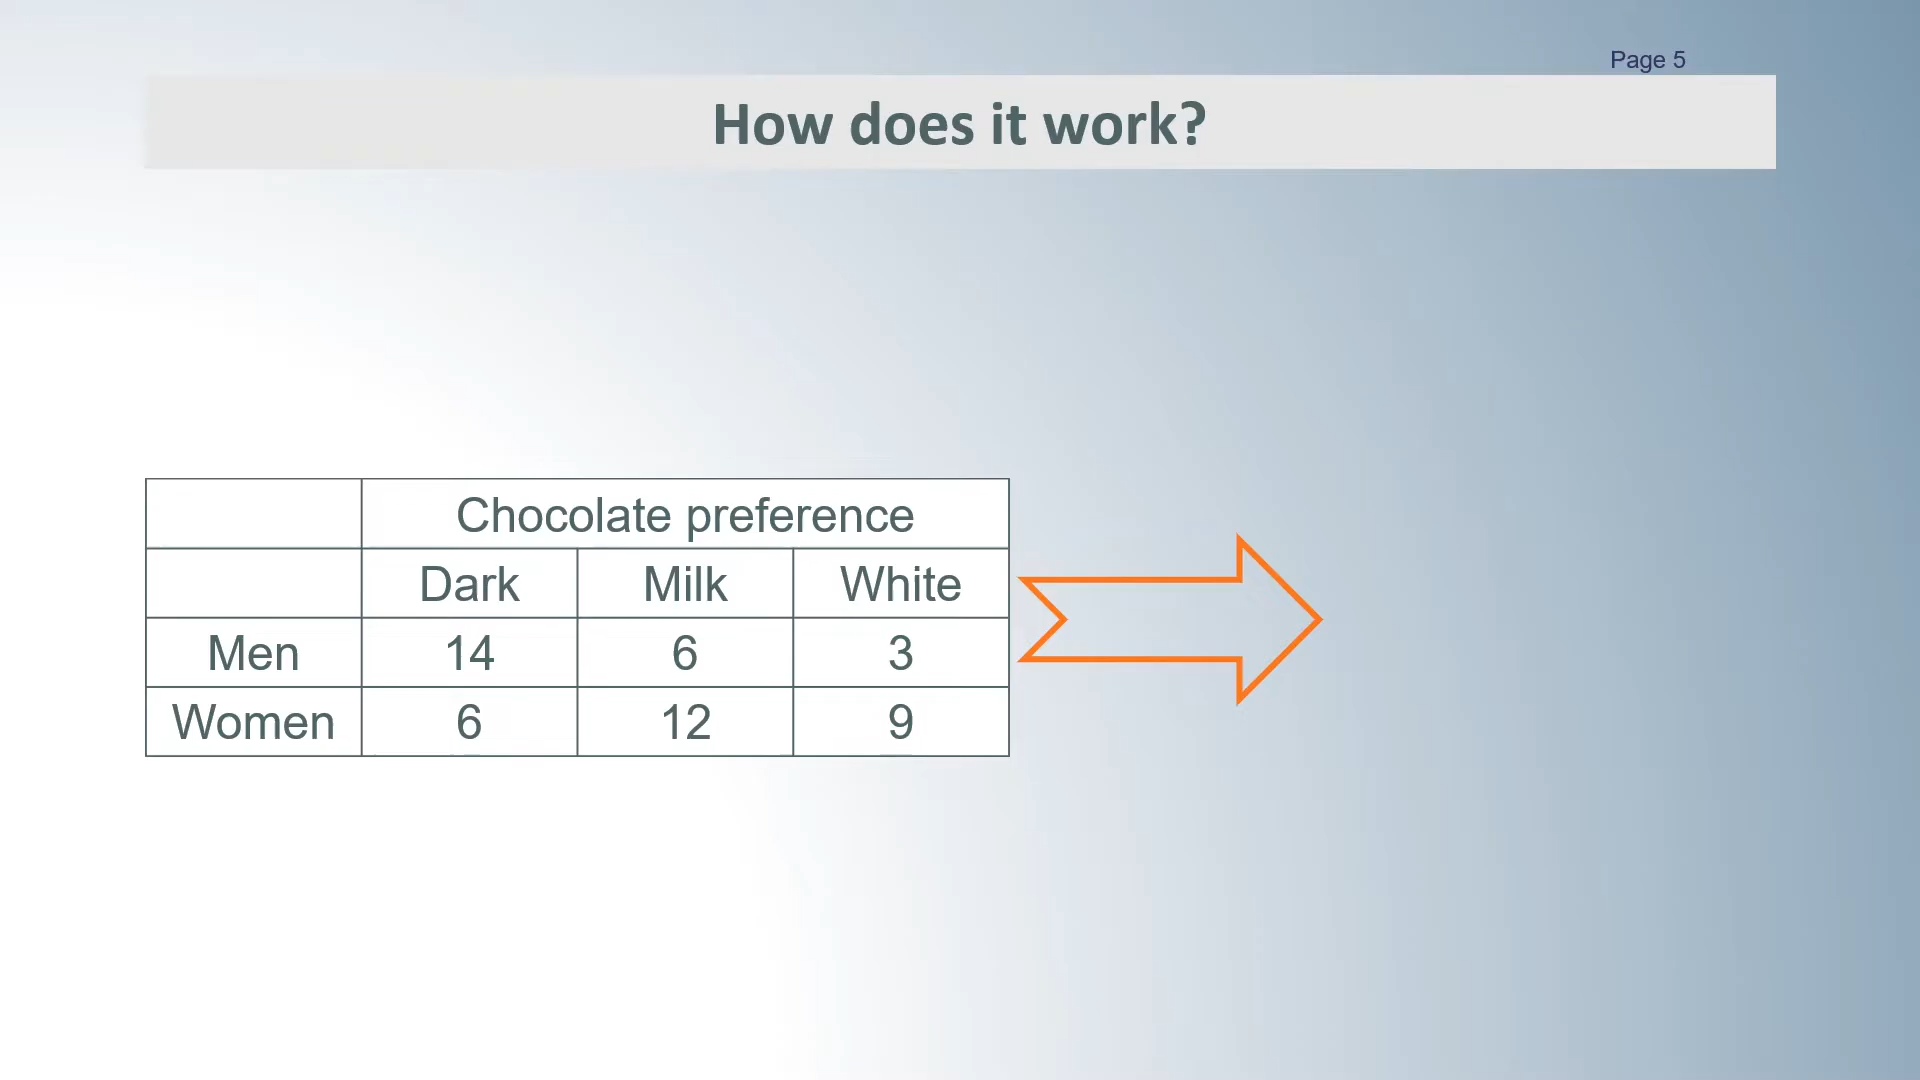 Page 5
How does it work?
Chocolate preference
Dark Milk White
Men 14 6 3
Women 6 12 9